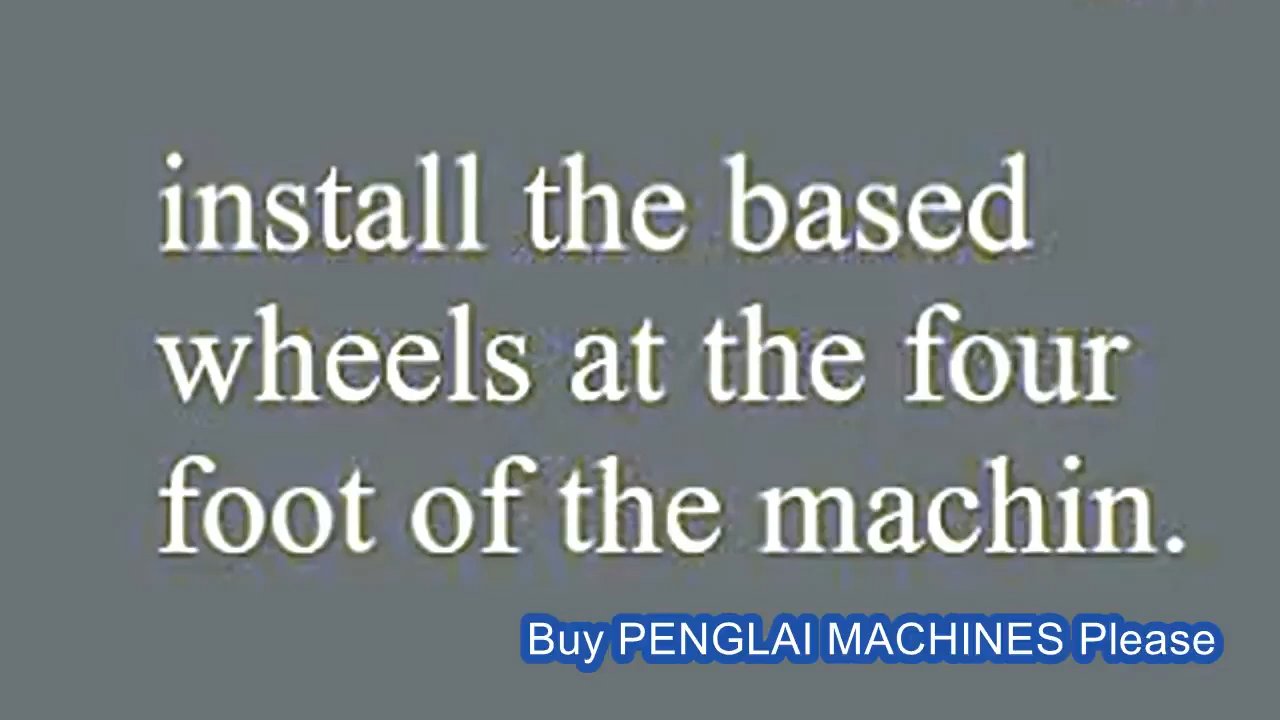 install the based
wheels at the four
foot of the machin.
Buy PENGLAI MACHINES Please